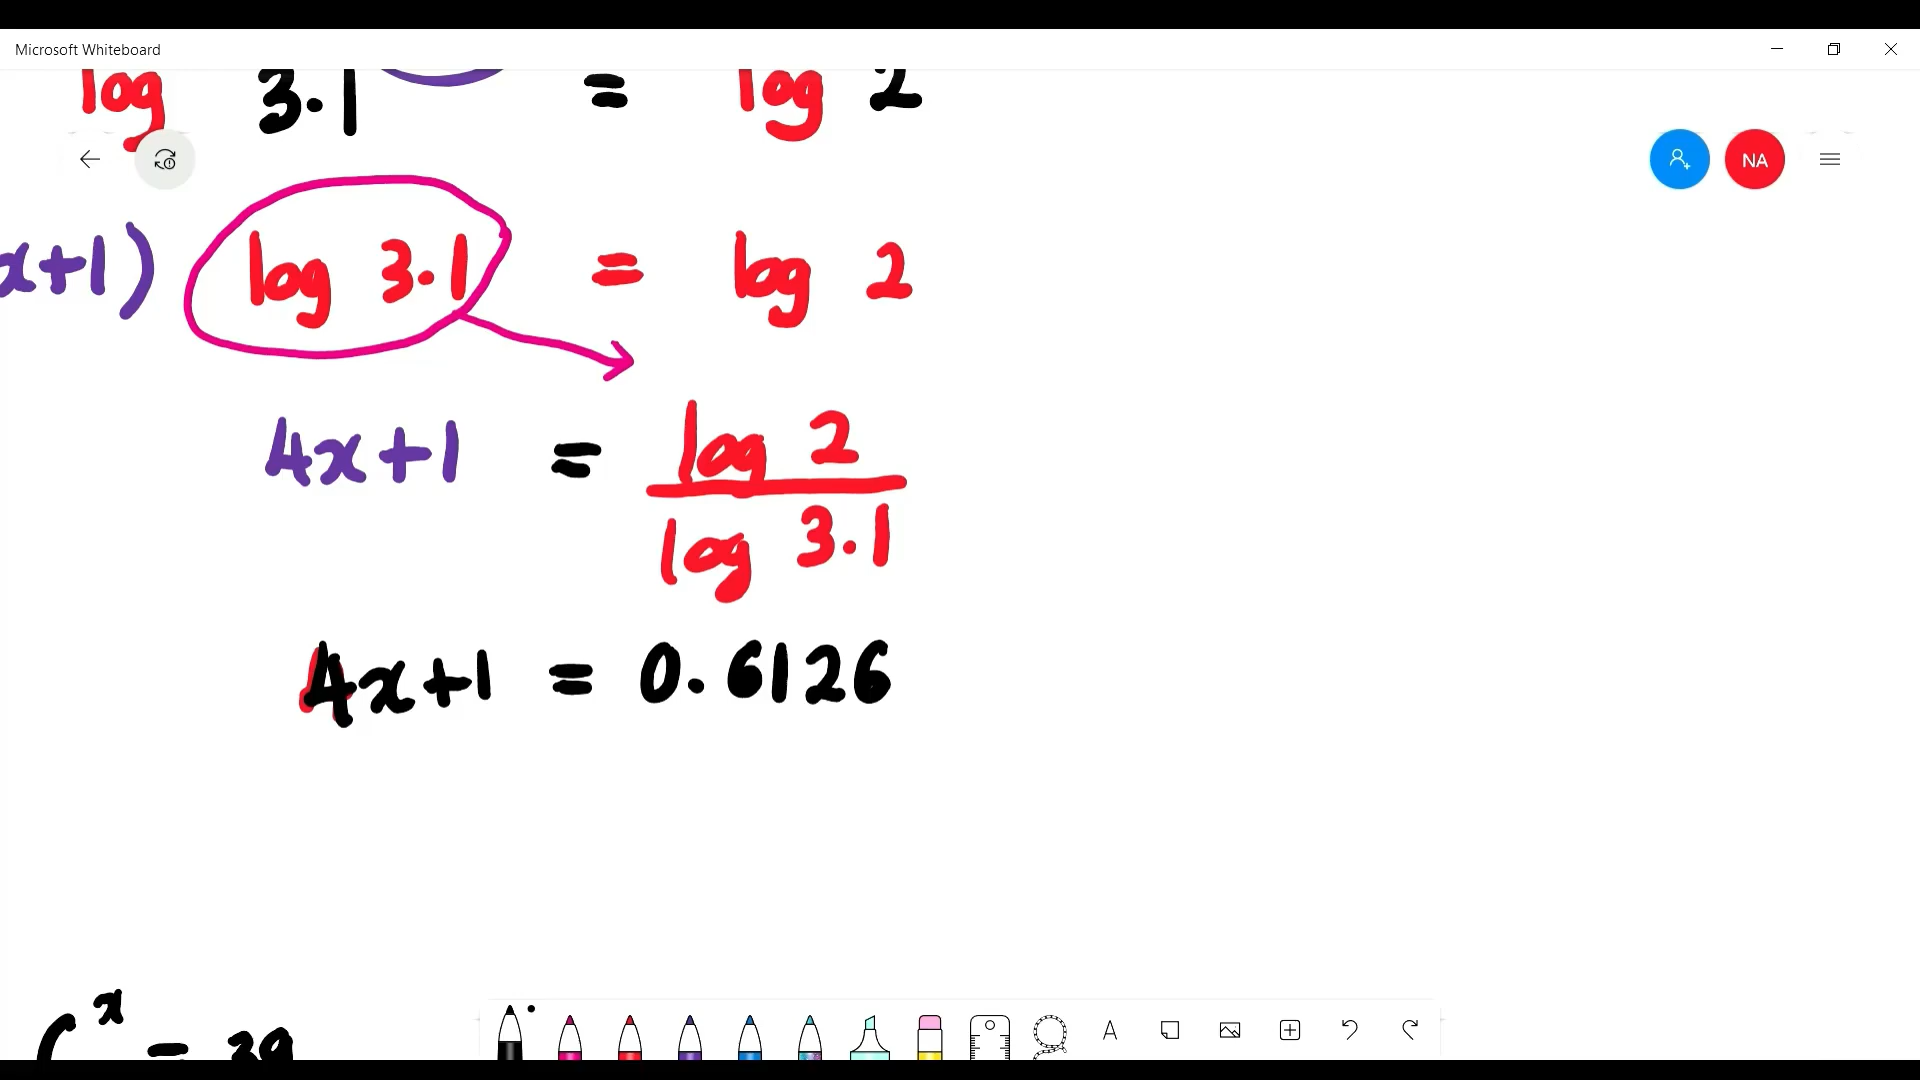 Microsoft Whiteboard
log 3.1 = log 2
NA
x+1) log 3.1 = log 2
4x+1 = log 2
log 3.1
4x+1 = 0.6126
x
= 39
A